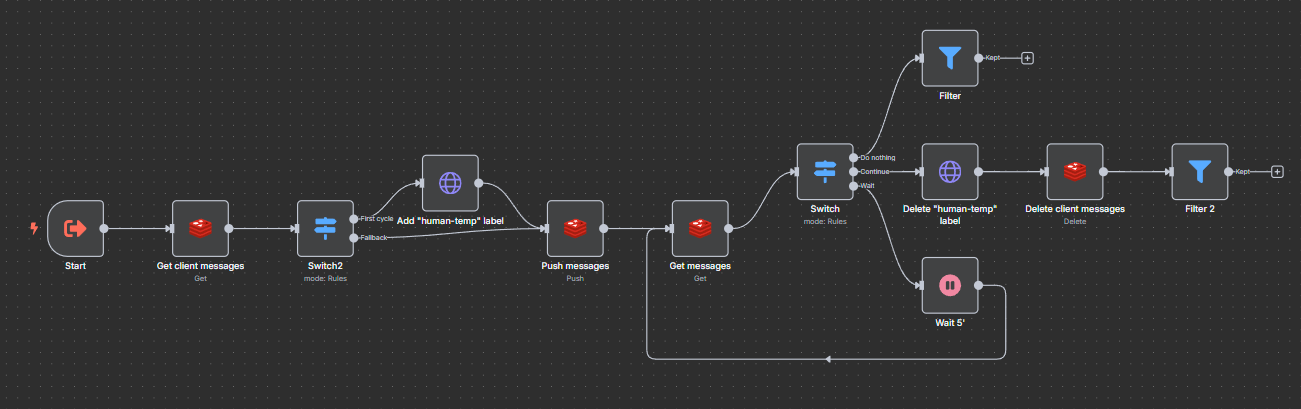 Filter
Kept
Do nothing
Continue
Wait
Switch
mode: Rules
Delete "human-temp"
label
Delete client messages
Delete
Filter 2
Kept
First cycle
Fallback
Add "human-temp" label
Start
Get client messages
Get
Switch2
mode: Rules
Push messages
Push
Get messages
Get
Wait 5'